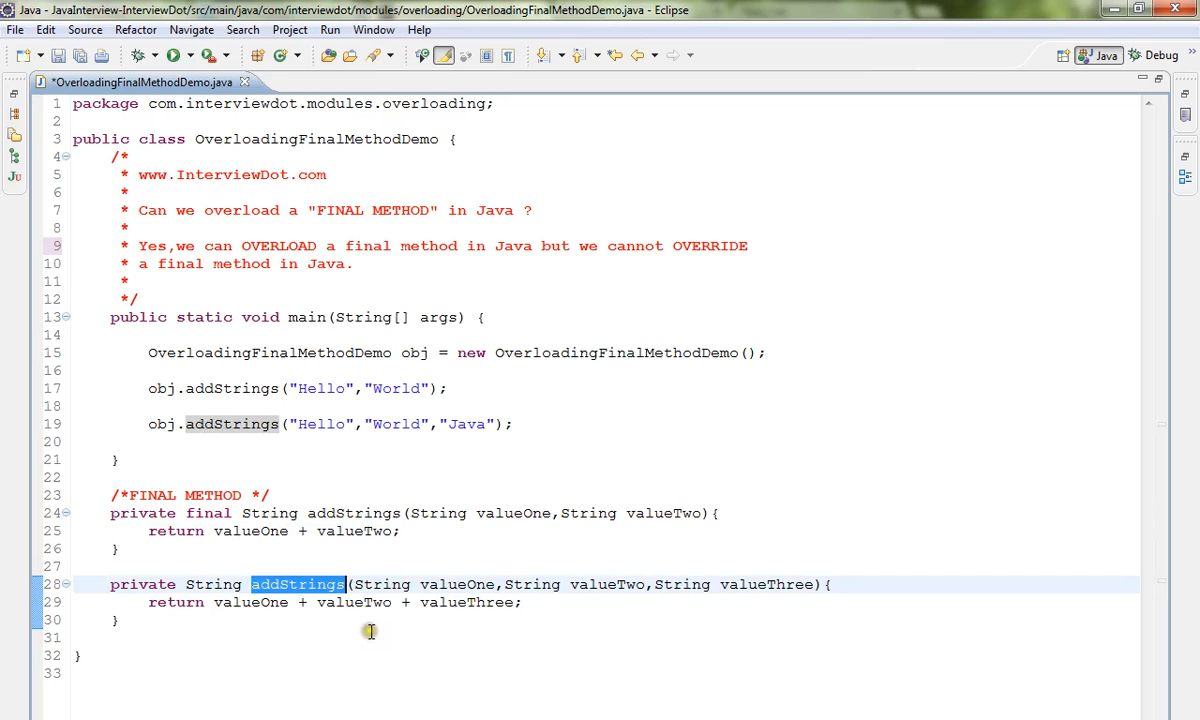 Java - JavaInterview-InterviewDot/src/main/java/com/interviewdot/modules/overloading/OverloadingFinalMethodDemo.java - Eclipse
File Edit Source Refactor Navigate Search Project Run Window Help
Java Debug
*OverloadingFinalMethodDemo.java
1 package com.interviewdot.modules.overloading;
2
3 public class OverloadingFinalMethodDemo {
4 /*
5 * www.InterviewDot.com
6 *
7 * Can we overload a "FINAL METHOD" in Java ?
8 *
9 * Yes,we can OVERLOAD a final method in Java but we cannot OVERRIDE
10 * a final method in Java.
11 *
12 */
13 public static void main(String[] args) {
14
15 OverloadingFinalMethodDemo obj = new OverloadingFinalMethodDemo();
16
17 obj.addStrings("Hello","World");
18
19 obj.addStrings("Hello","World","Java");
20
21 }
22
23 /*FINAL METHOD */
24 private final String addStrings(String valueOne,String valueTwo){
25 return valueOne + valueTwo;
26 }
27
28 private String addStrings(String valueOne,String valueTwo,String valueThree){
29 return valueOne + valueTwo + valueThree;
30 }
31
32 }
33